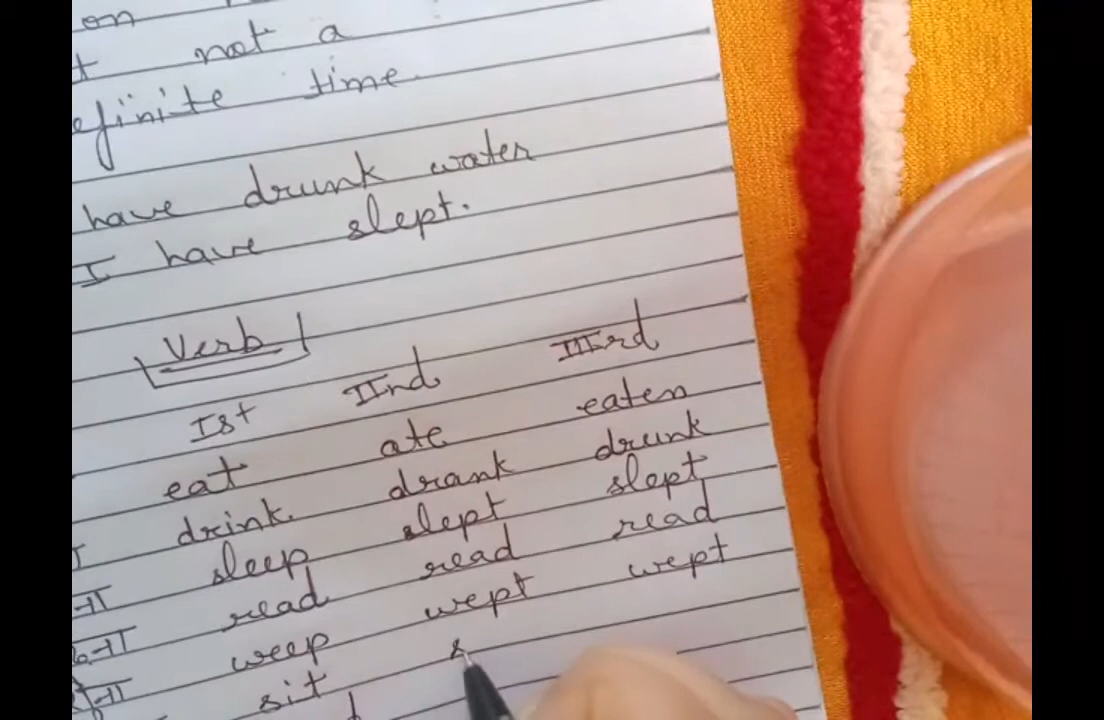 on
t not a
efinite time.
have drunk water
I have slept.
Verb
Ist IInd IIIrd
eat ate eaten
drink drank drunk
sleep slept slept
read read read
weep wept wept
sit s